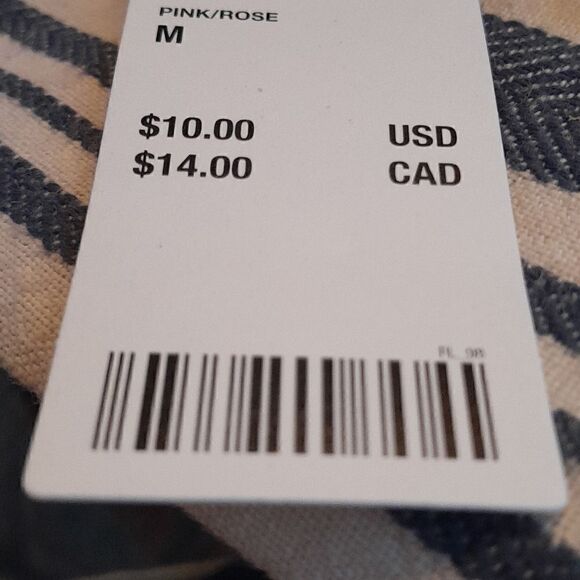 PINK/ROSE
M
$10.00 USD
$14.00 CAD